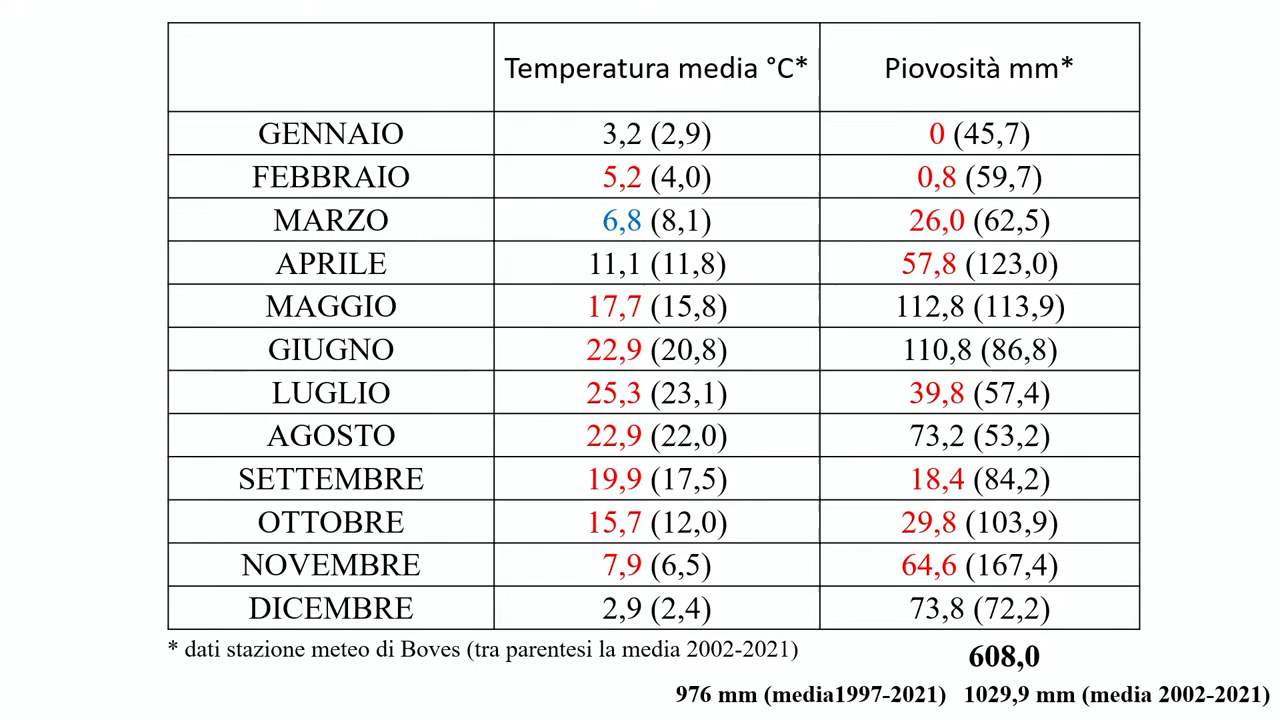 Temperatura media °C* Piovosità mm*
GENNAIO 3,2 (2,9) 0 (45,7)
FEBBRAIO 5,2 (4,0) 0,8 (59,7)
MARZO 6,8 (8,1) 26,0 (62,5)
APRILE 11,1 (11,8) 57,8 (123,0)
MAGGIO 17,7 (15,8) 112,8 (113,9)
GIUGNO 22,9 (20,8) 110,8 (86,8)
LUGLIO 25,3 (23,1) 39,8 (57,4)
AGOSTO 22,9 (22,0) 73,2 (53,2)
SETTEMBRE 19,9 (17,5) 18,4 (84,2)
OTTOBRE 15,7 (12,0) 29,8 (103,9)
NOVEMBRE 7,9 (6,5) 64,6 (167,4)
DICEMBRE 2,9 (2,4) 73,8 (72,2)
* dati stazione meteo di Boves (tra parentesi la media 2002-2021) 608,0
976 mm (media1997-2021) 1029,9 mm (media 2002-2021)